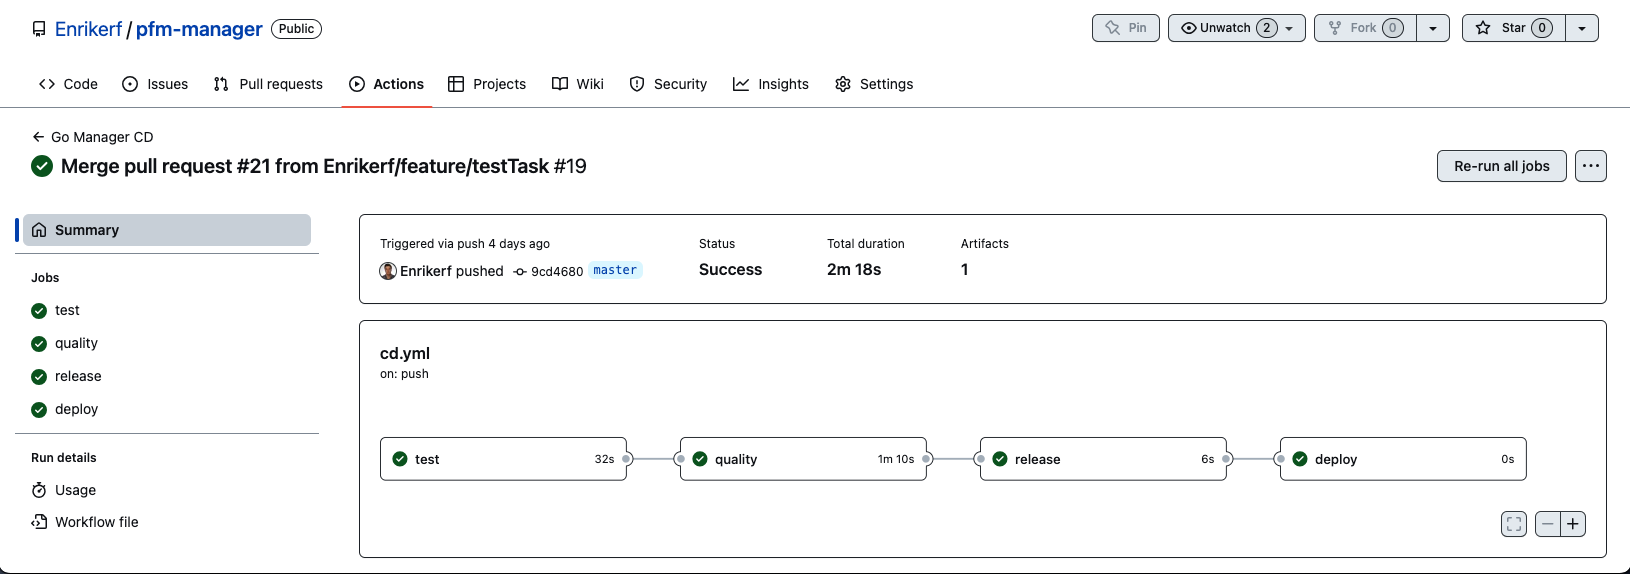 Enrikerf / pfm-manager Public
Pin
Unwatch 2
Fork 0
Star 0
Code
Issues
Pull requests
Actions
Projects
Wiki
Security
Insights
Settings
Go Manager CD
Merge pull request #21 from Enrikerf/feature/testTask #19
Re-run all jobs
Summary
Jobs
test
quality
release
deploy
Run details
Usage
Workflow file
Triggered via push 4 days ago
Enrikerf pushed 9cd4680 master
Status
Success
Total duration
2m 18s
Artifacts
1
cd.yml
on: push
test 32s
quality 1m 10s
release 6s
deploy 0s